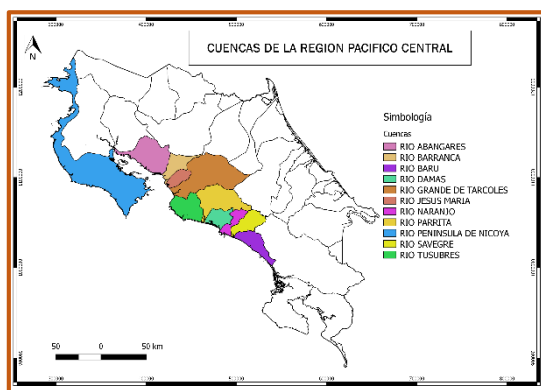 CUENCAS DE LA REGION PACIFICO CENTRAL
N
Simbología
Cuencas
RIO ABANGARES
RIO BARRANCA
RIO BARU
RIO DAMAS
RIO GRANDE DE TARCOLES
RIO JESUS MARIA
RIO NARANJO
RIO PARRITA
RIO PENINSULA DE NICOYA
RIO SAVEGRE
RIO TUSUBRES
50 0 50 km